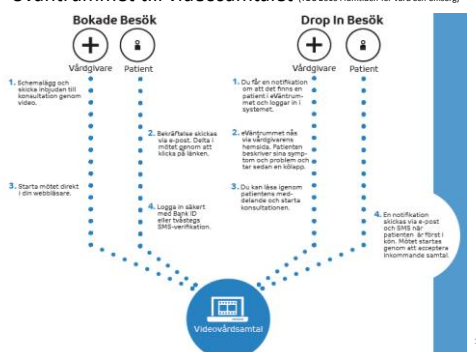 Bokade Besök
Drop In Besök
Vårdgivare
Patient
Vårdgivare
Patient
1. Schemalägg och
skicka inbjudan till
konsultation genom
video.
2. Bekräftelse skickas
via e-post. Delta i
mötet genom att
klicka på länken.
3. Starta mötet direkt
i din webbläsare.
4. Logga in säkert
med Bank ID
eller tvåstegs
SMS-verifikation.
1. Du får en notifikation
om att det finns en
patient i eVäntrum-
met och loggar in i
systemet.
2. eVäntrummet nås
via vårdgivarens
hemsida. Patienten
beskriver sina symp-
tom och problem och
tar sedan en kölapp.
3. Du kan läsa igenom
patientens med-
delande och starta
konsultationen.
4. En notifikation
skickas via e-post
och SMS när
patienten är först i
kön. Mötet startas
genom att acceptera
inkommande samtal.
Videovårdsamtal